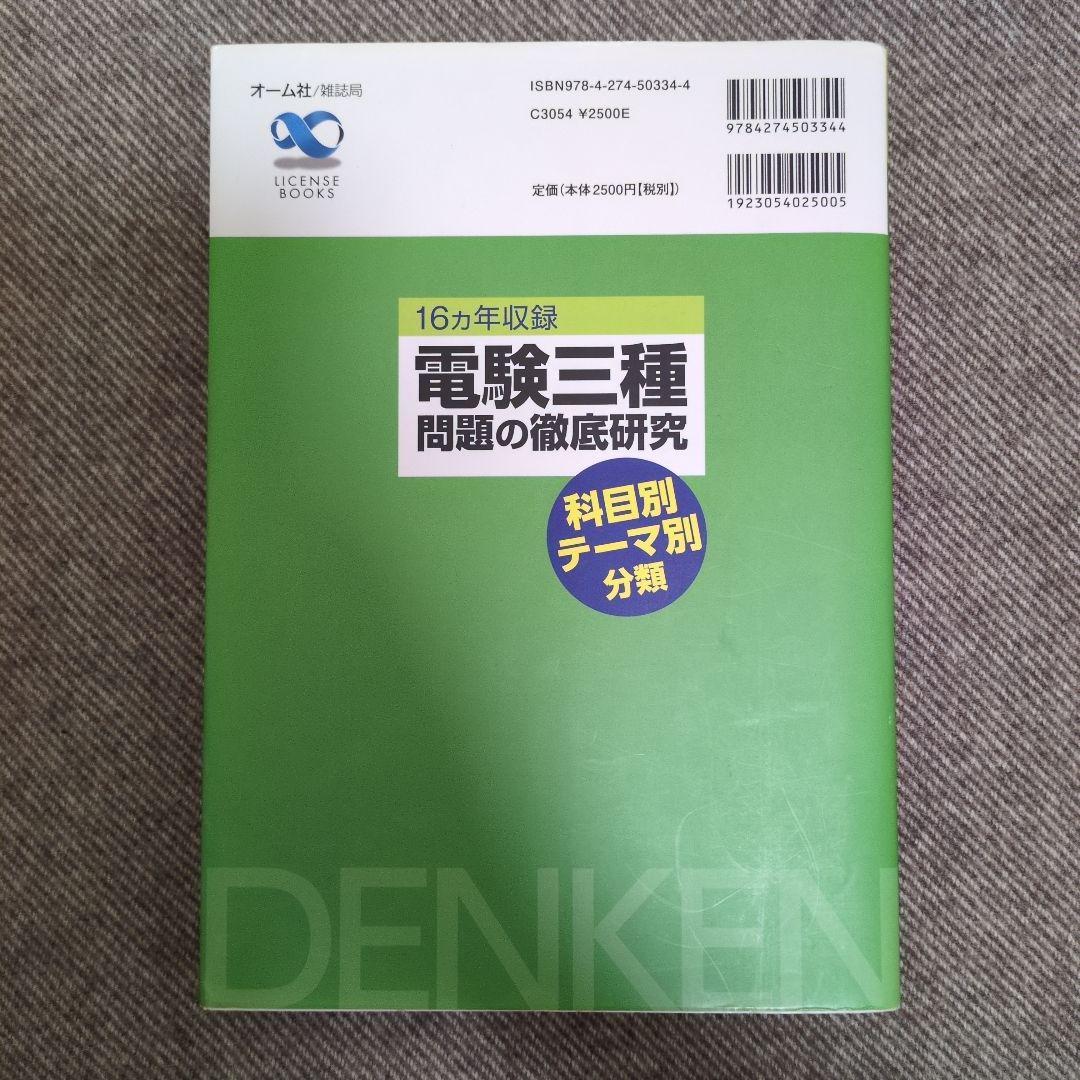 オーム社/雑誌局
LICENSE
BOOKS
ISBN978-4-274-50334-4
C3054 ¥2500E
定価(本体2500円【税別】)
9784274503344
1923054025005
16ヵ年収録
電験三種
問題の徹底研究
科目別
テーマ別
分類
DENKEN